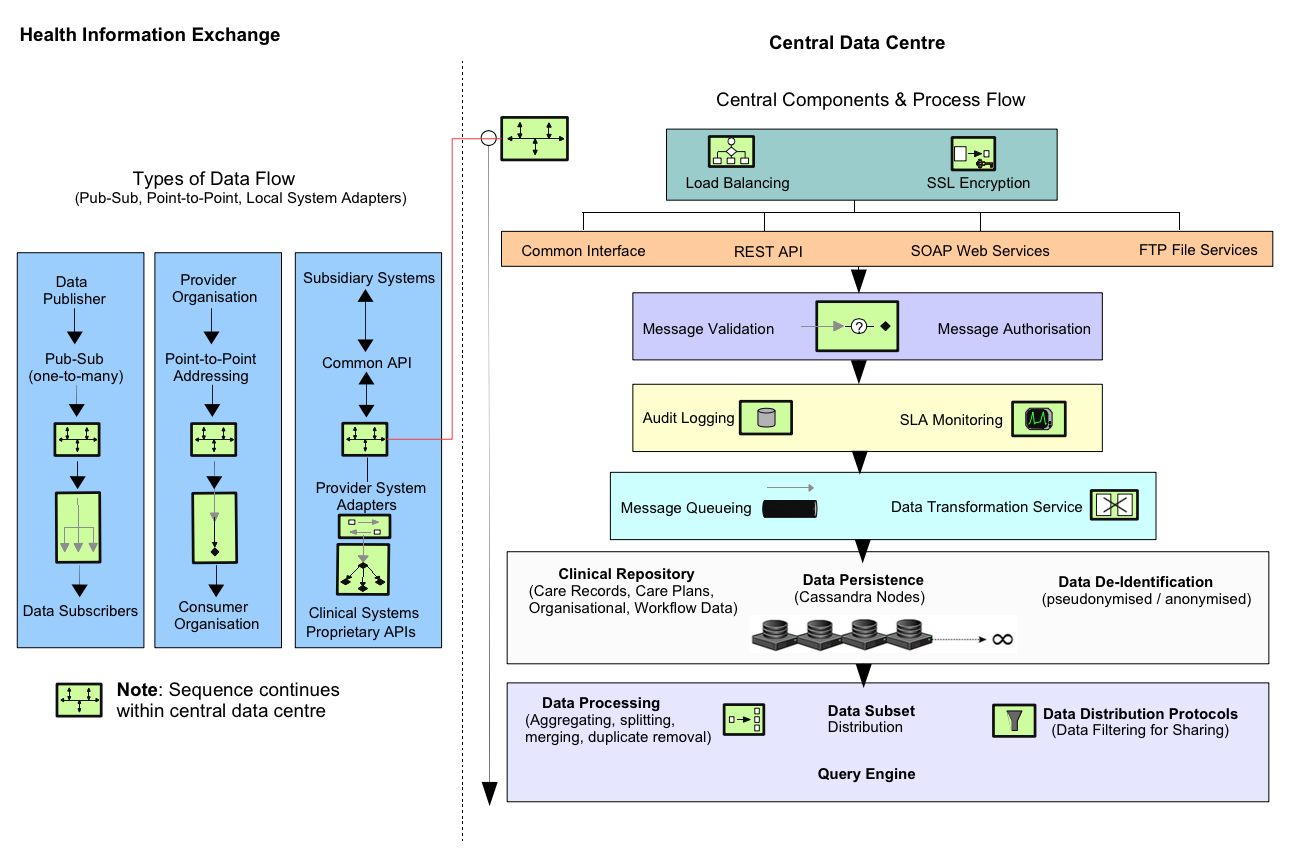 Health Information Exchange
Central Data Centre
Central Components & Process Flow
Types of Data Flow
(Pub-Sub, Point-to-Point, Local System Adapters)
Data
Publisher
Pub-Sub
(one-to-many)
Data Subscribers
Provider
Organisation
Point-to-Point
Addressing
Consumer
Organisation
Subsidiary Systems
Common API
Provider System
Adapters
Clinical Systems
Proprietary APIs
Note: Sequence continues
within central data centre
Load Balancing
SSL Encryption
Common Interface
REST API
SOAP Web Services
FTP File Services
Message Validation
?
Message Authorisation
Audit Logging
SLA Monitoring
Message Queueing
Data Transformation Service
Clinical Repository
(Care Records, Care Plans,
Organisational, Workflow Data)
Data Persistence
(Cassandra Nodes)
∞
Data De-Identification
(pseudonymised / anonymised)
Data Processing
(Aggregating, splitting,
merging, duplicate removal)
Data Subset
Distribution
Data Distribution Protocols
(Data Filtering for Sharing)
Query Engine